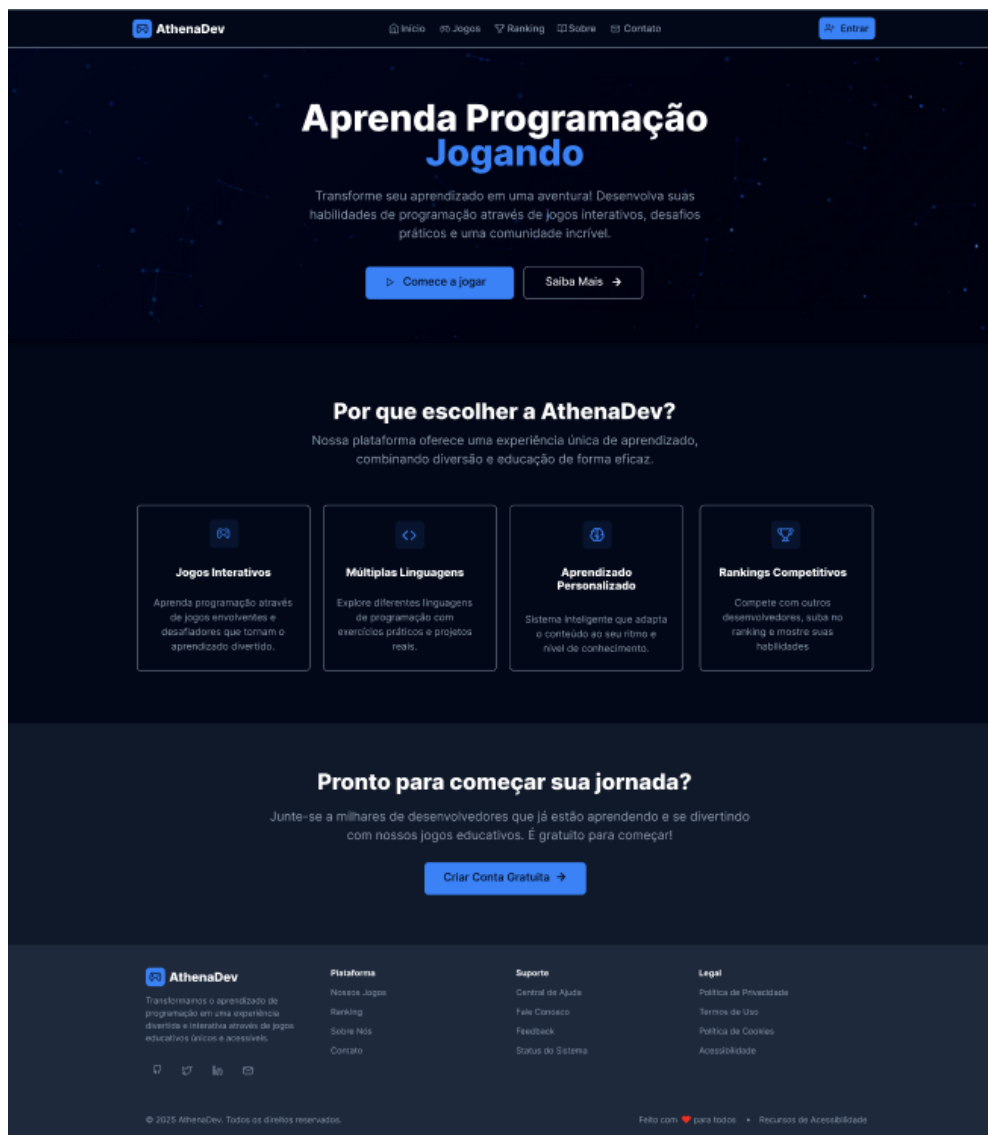 AthenaDev
Início Jogos Ranking Sobre Contato
Entrar
Aprenda Programação
Jogando
Transforme seu aprendizado em uma aventura! Desenvolva suas
habilidades de programação através de jogos interativos, desafios
práticos e uma comunidade incrível.
Comece a jogar
Saiba Mais →
Por que escolher a AthenaDev?
Nossa plataforma oferece uma experiência única de aprendizado,
combinando diversão e educação de forma eficaz.
Jogos Interativos
Aprenda programação através
de jogos envolventes e
desafiadores que tornam o
aprendizado divertido.
Múltiplas Linguagens
Explore diferentes linguagens
de programação com
exercícios práticos e projetos
reais.
Aprendizado
Personalizado
Sistema inteligente que adapta
o conteúdo ao seu ritmo e
nível de conhecimento.
Rankings Competitivos
Compete com outros
desenvolvedores, suba no
ranking e mostre suas
habilidades
Pronto para começar sua jornada?
Junte-se a milhares de desenvolvedores que já estão aprendendo e se divertindo
com nossos jogos educativos. É gratuito para começar!
Criar Conta Gratuita →
AthenaDev
Transformamos o aprendizado de
programação em uma experiência
divertida e interativa através de jogos
educativos únicos e acessíveis.
Plataforma
Nossos Jogos
Ranking
Sobre Nós
Contato
Suporte
Central de Ajuda
Fale Conosco
Feedback
Status do Sistema
Legal
Política de Privacidade
Termos de Uso
Política de Cookies
Acessibilidade
© 2025 AthenaDev. Todos os direitos reservados.
Feito com ❤ para todos • Recursos de Acessibilidade